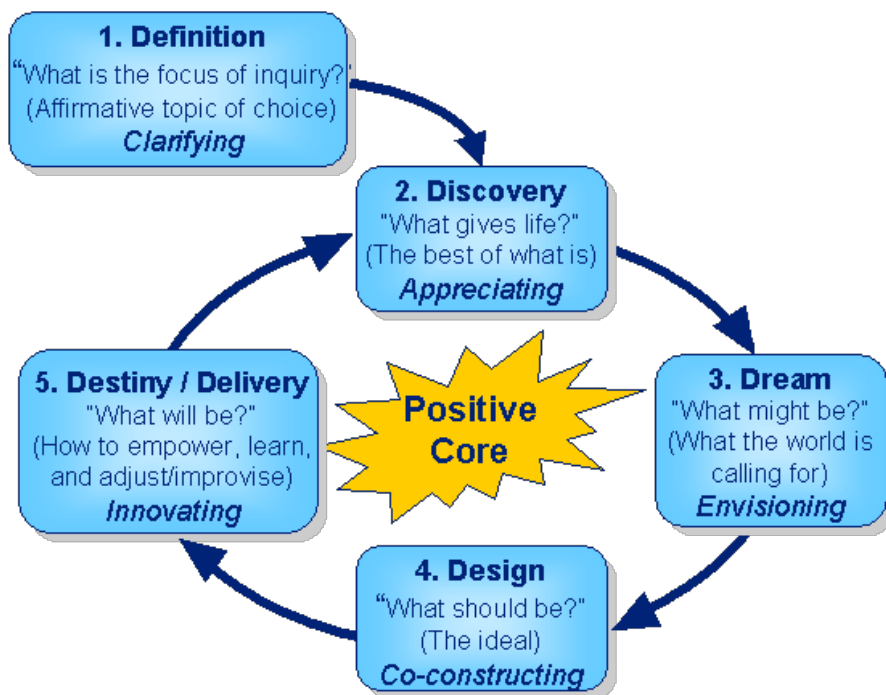 1. Definition
“What is the focus of inquiry?"
(Affirmative topic of choice)
Clarifying
2. Discovery
"What gives life?"
(The best of what is)
Appreciating
3. Dream
"What might be?"
(What the world is
calling for)
Envisioning
4. Design
“What should be?"
(The ideal)
Co-constructing
5. Destiny / Delivery
"What will be?"
(How to empower, learn,
and adjust/improvise)
Innovating
Positive
Core